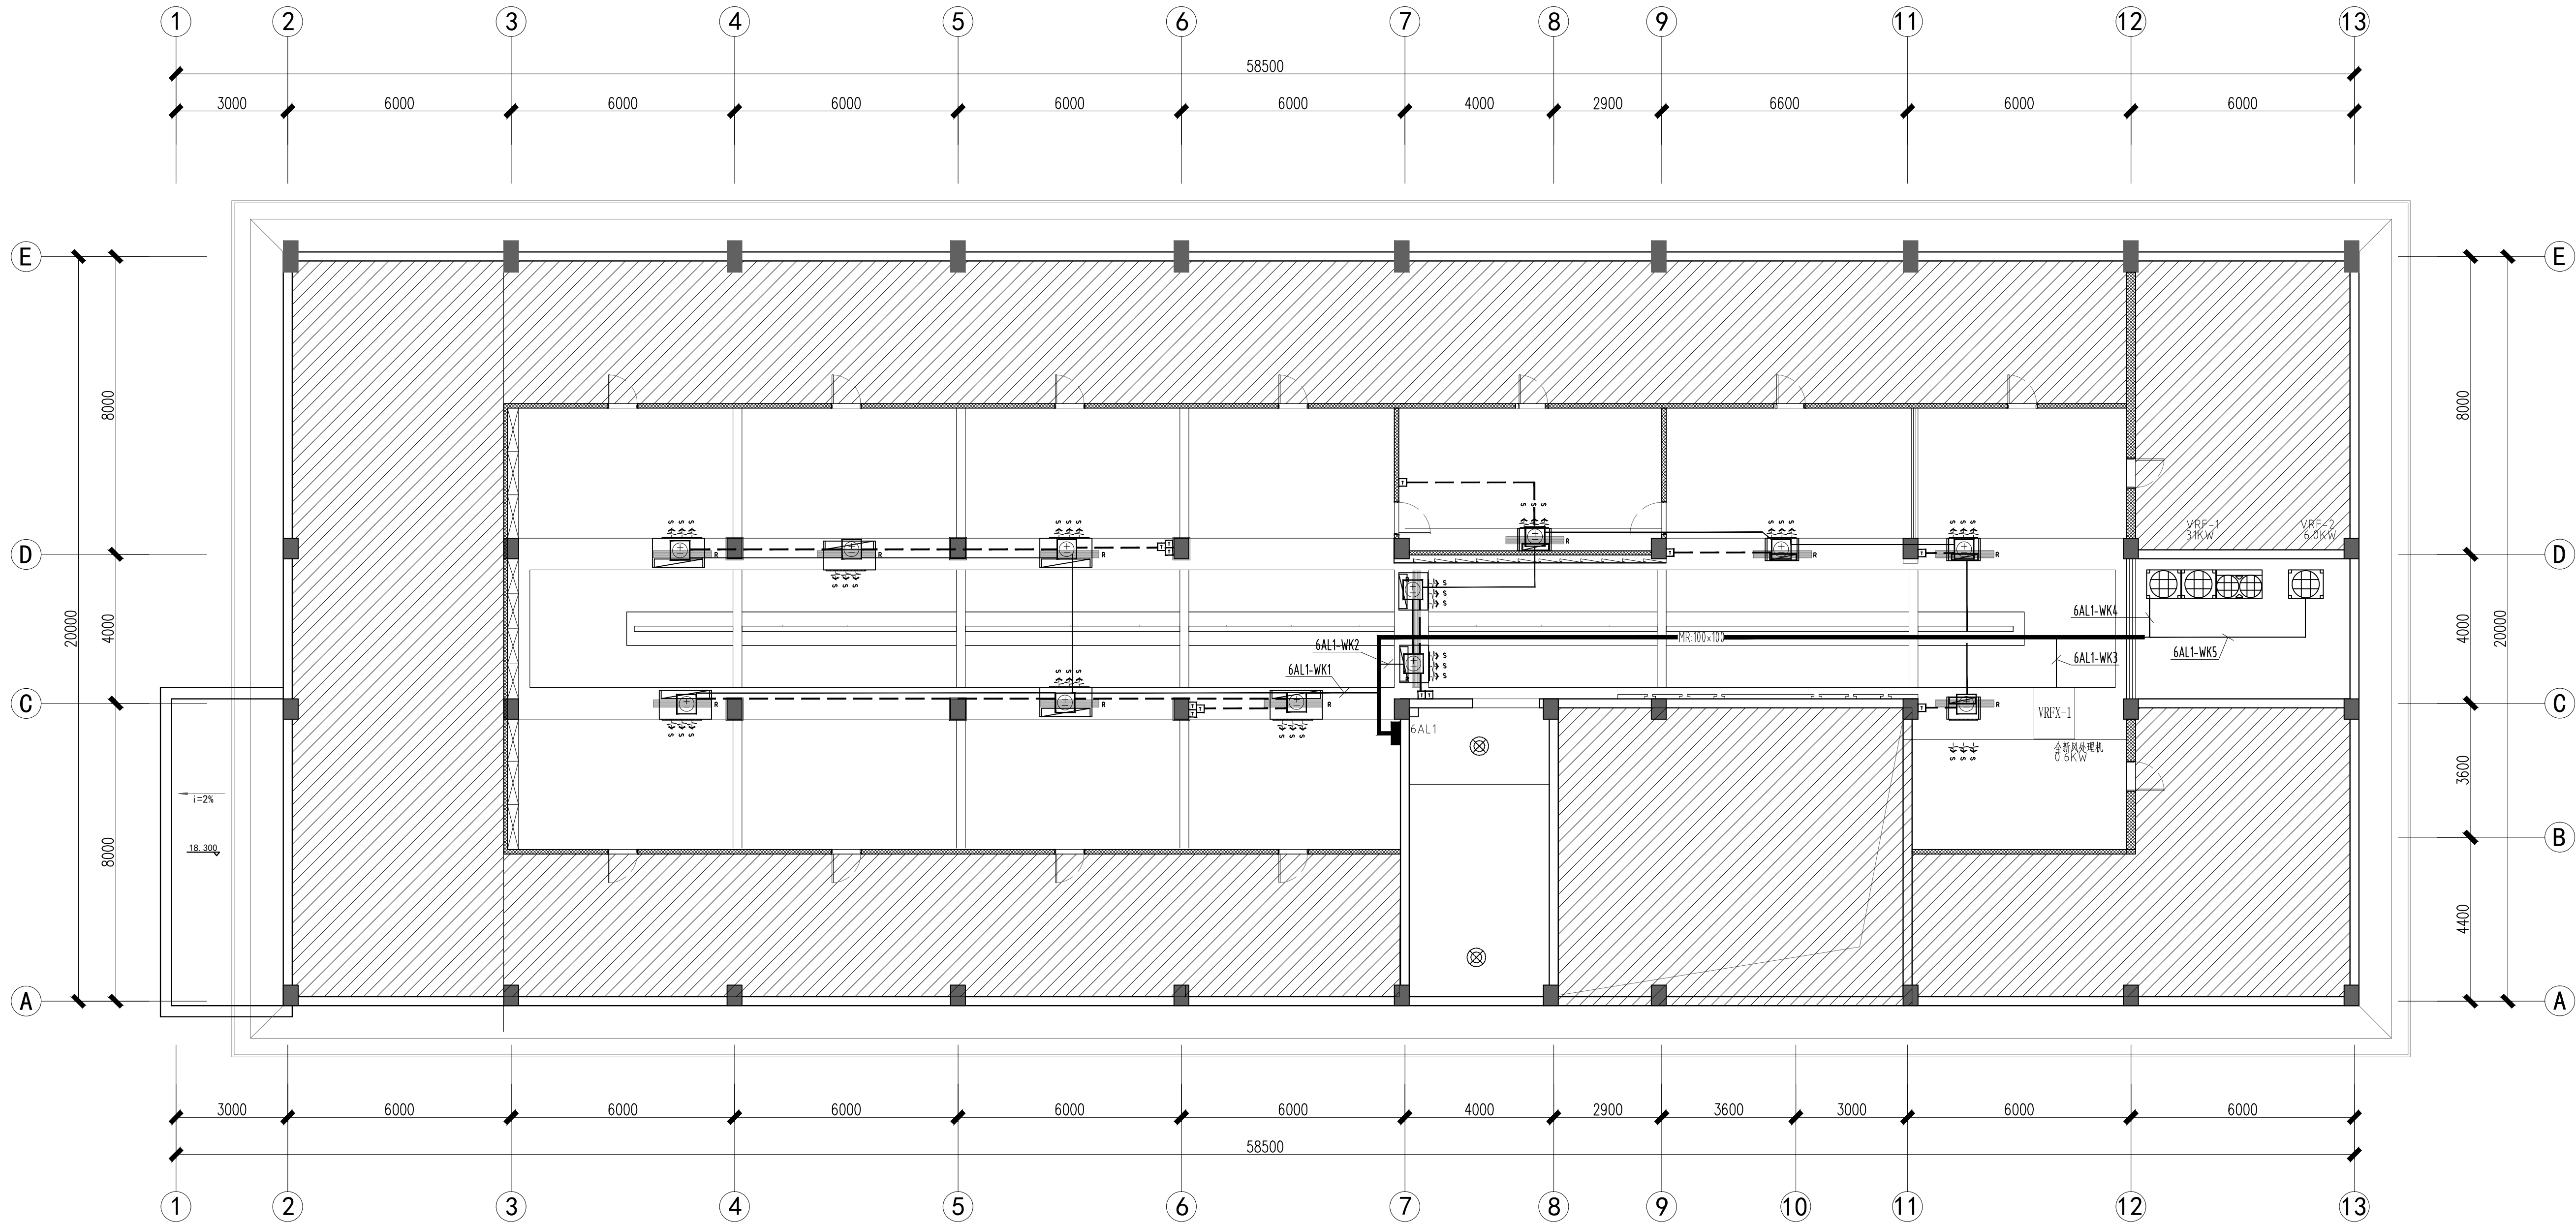 1 2 3 4 5 6 7 8 9 11 12 13
58500
3000 6000 6000 6000 6000 6000 4000 2900 6600 6000 6000
E E
8000 8000
S S S
S S S
VRF-1 VRF-2
31KW 6.0KW
S S S S S S S S S S S S
R R R R R R
D D
S S S
S
S
S
20000 4000 4000 20000
6AL1-WK4
MR:100×100
6AL1-WK2
6AL1-WK5
S
S
S
6AL1-WK3
6AL1-WK1
S S S
C C
R R R R
VRFX-1
6AL1
S S S S S S
全新风处理机
S S S
0.6KW
3600
i=2%
B
18.300
8000
4400
A A
3000 6000 6000 6000 6000 6000 4000 2900 3600 3000 6000 6000
58500
1 2 3 4 5 6 7 8 9 10 11 12 13